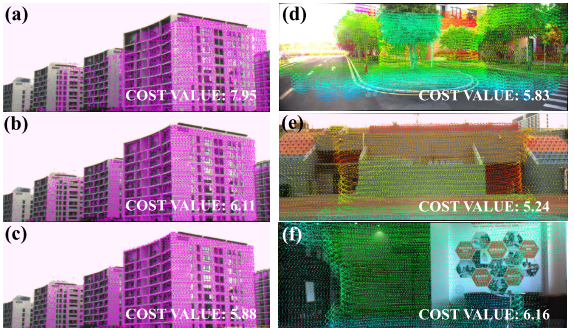 (a)
COST VALUE: 7.95
(b)
COST VALUE: 6.11
(c)
COST VALUE: 5.88
(d)
COST VALUE: 5.83
(e)
COST VALUE: 5.24
(f)
COST VALUE: 6.16